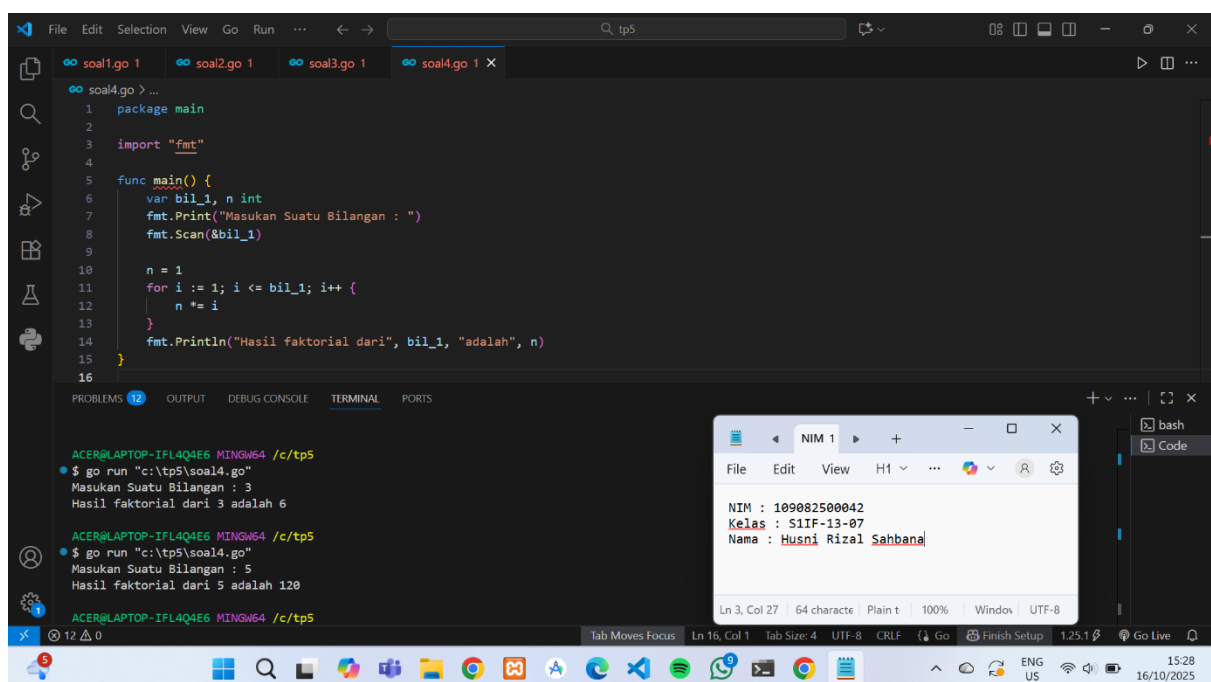 File Edit Selection View Go Run ... tp5
GO soal1.go 1 GO soal2.go 1 GO soal3.go 1 GO soal4.go 1
GO soal4.go > ...
1 package main
2
3 import "fmt"
4
5 func main() {
6 var bil_1, n int
7 fmt.Print("Masukan Suatu Bilangan : ")
8 fmt.Scan(&bil_1)
9
10 n = 1
11 for i := 1; i <= bil_1; i++ {
12 n *= i
13 }
14 fmt.Println("Hasil faktorial dari", bil_1, "adalah", n)
15 }
16
PROBLEMS 12 OUTPUT DEBUG CONSOLE TERMINAL PORTS
bash
Code
ACER@LAPTOP-IFL4Q4E6 MINGW64 /c/tp5
$ go run "c:\tp5\soal4.go"
Masukan Suatu Bilangan : 3
Hasil faktorial dari 3 adalah 6
ACER@LAPTOP-IFL4Q4E6 MINGW64 /c/tp5
$ go run "c:\tp5\soal4.go"
Masukan Suatu Bilangan : 5
Hasil faktorial dari 5 adalah 120
ACER@LAPTOP-IFL4Q4E6 MINGW64 /c/tp5
NIM 1
File Edit View H1 ...
NIM : 109082500042
Kelas : S1IF-13-07
Nama : Husni Rizal Sahbana
Ln 3, Col 27 64 characte Plain t 100% Window UTF-8
1
12 0 Tab Moves Focus Ln 16, Col 1 Tab Size: 4 UTF-8 CRLF Go Finish Setup 1.25.1 Go Live
5 9 ENG US 15:28
16/10/2025